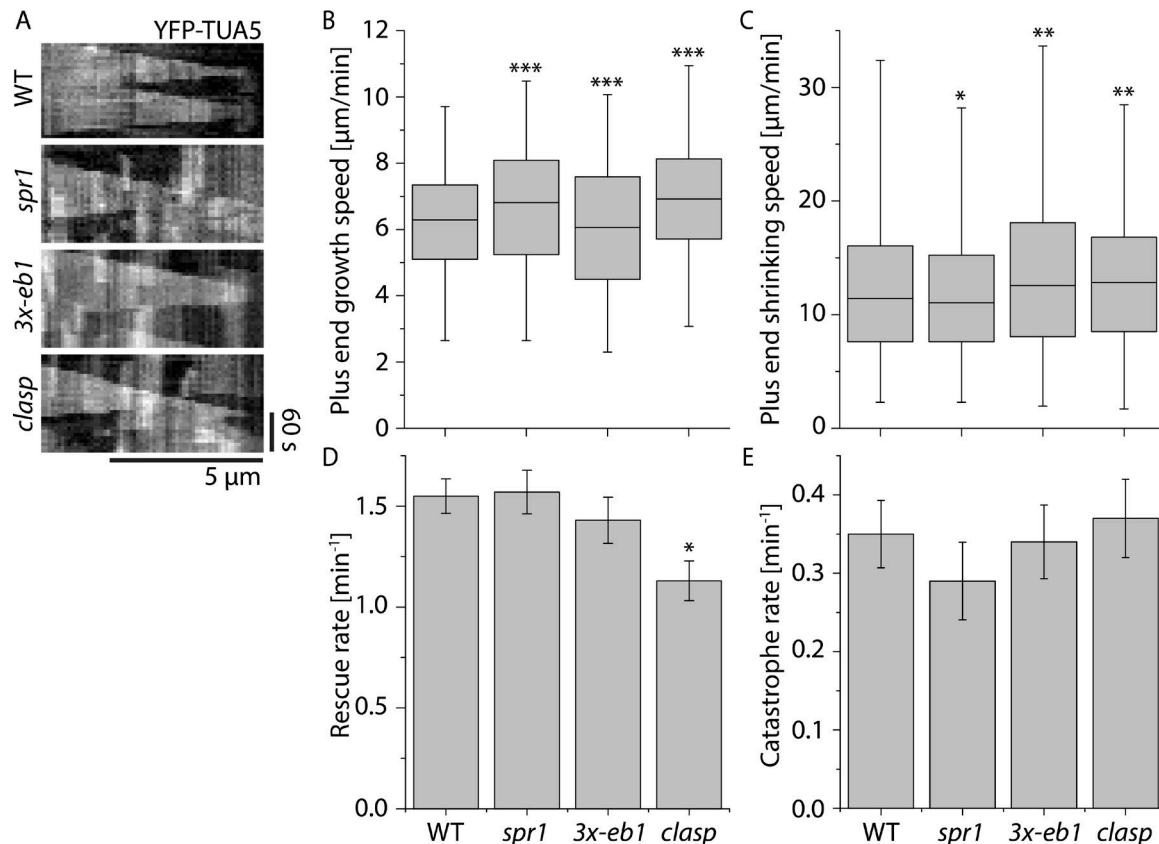 A
YFP-TUA5
WT
spr1
3x-eb1
clasp
60 s
5 µm
B
Plus end growth speed [µm/min]
12
10
8
6
4
2
0
***
***
***
C
Plus end shrinking speed [µm/min]
30
20
10
0
*
**
**
D
Rescue rate [min⁻¹]
1.5
1.0
0.5
0.0
*
WT spr1 3x-eb1 clasp
E
Catastrophe rate [min⁻¹]
0.4
0.3
0.2
0.1
0.0
WT spr1 3x-eb1 clasp